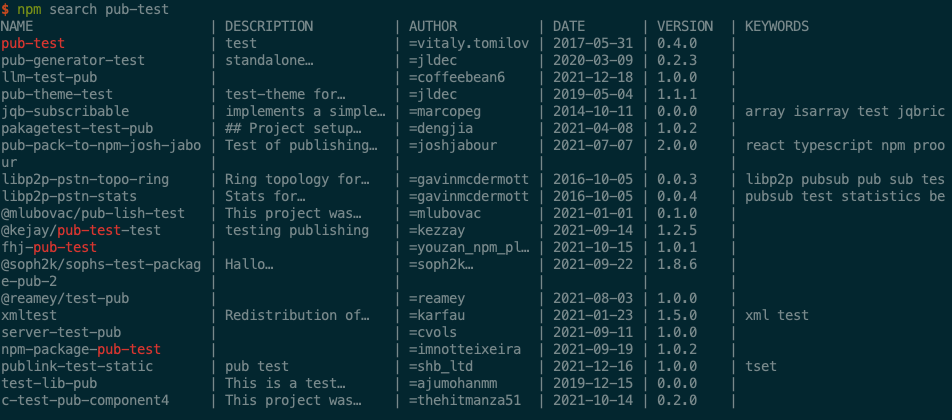 $ npm search pub-test
NAME | DESCRIPTION | AUTHOR | DATE | VERSION | KEYWORDS
pub-test | test | =vitaly.tomilov | 2017-05-31 | 0.4.0 |
pub-generator-test | standalone… | =jldec | 2020-03-09 | 0.2.3 |
llm-test-pub | | =coffeebean6 | 2021-12-18 | 1.0.0 |
pub-theme-test | test-theme for… | =jldec | 2019-05-04 | 1.1.1 |
jqb-subscribable | implements a simple… | =marcopeg | 2014-10-11 | 0.0.0 | array isarray test jqbric
pakagetest-test-pub | ## Project setup… | =dengjia | 2021-04-08 | 1.0.2 |
pub-pack-to-npm-josh-jabo | Test of publishing… | =joshjabour | 2021-07-07 | 2.0.0 | react typescript npm proo
ur | | | | |
libp2p-pstn-topo-ring | Ring topology for… | =gavinmcdermott | 2016-10-05 | 0.0.3 | libp2p pubsub pub sub tes
libp2p-pstn-stats | Stats for… | =gavinmcdermott | 2016-10-05 | 0.0.4 | pubsub test statistics be
@mlubovac/pub-lish-test | This project was… | =mlubovac | 2021-01-01 | 0.1.0 |
@kejay/pub-test-test | testing publishing | =kezzay | 2021-09-14 | 1.2.5 |
fhj-pub-test | | =youzan_npm_pl… | 2021-10-15 | 1.0.1 |
@soph2k/sophs-test-packag | Hallo… | =soph2k… | 2021-09-22 | 1.8.6 |
e-pub-2 | | | | |
@reamey/test-pub | | =reamey | 2021-08-03 | 1.0.0 |
xmltest | Redistribution of… | =karfau | 2021-01-23 | 1.5.0 | xml test
server-test-pub | | =cvols | 2021-09-11 | 1.0.0 |
npm-package-pub-test | | =imnotteixeira | 2021-09-19 | 1.0.2 |
publink-test-static | pub test | =shb_ltd | 2021-12-16 | 1.0.0 | tset
test-lib-pub | This is a test… | =ajumohanmm | 2019-12-15 | 0.0.0 |
c-test-pub-component4 | This project was… | =thehitmanza51 | 2021-10-14 | 0.2.0 |